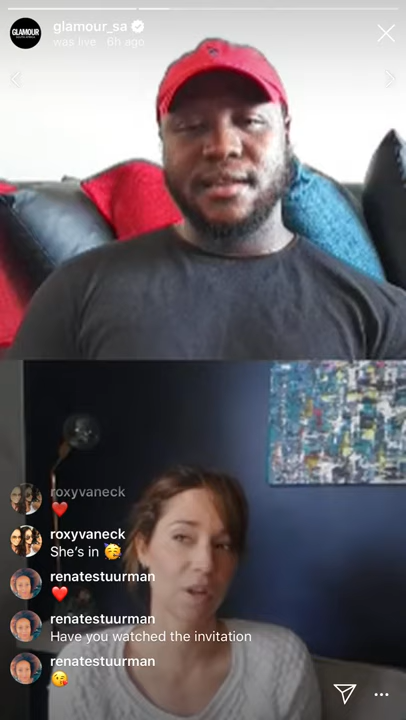 GLAMOUR
glamour_sa
was live 6h ago
roxyvaneck
❤️
roxyvaneck
She's in 🥳
renatestuurman
❤️
renatestuurman
Have you watched the invitation
renatestuurman
😘